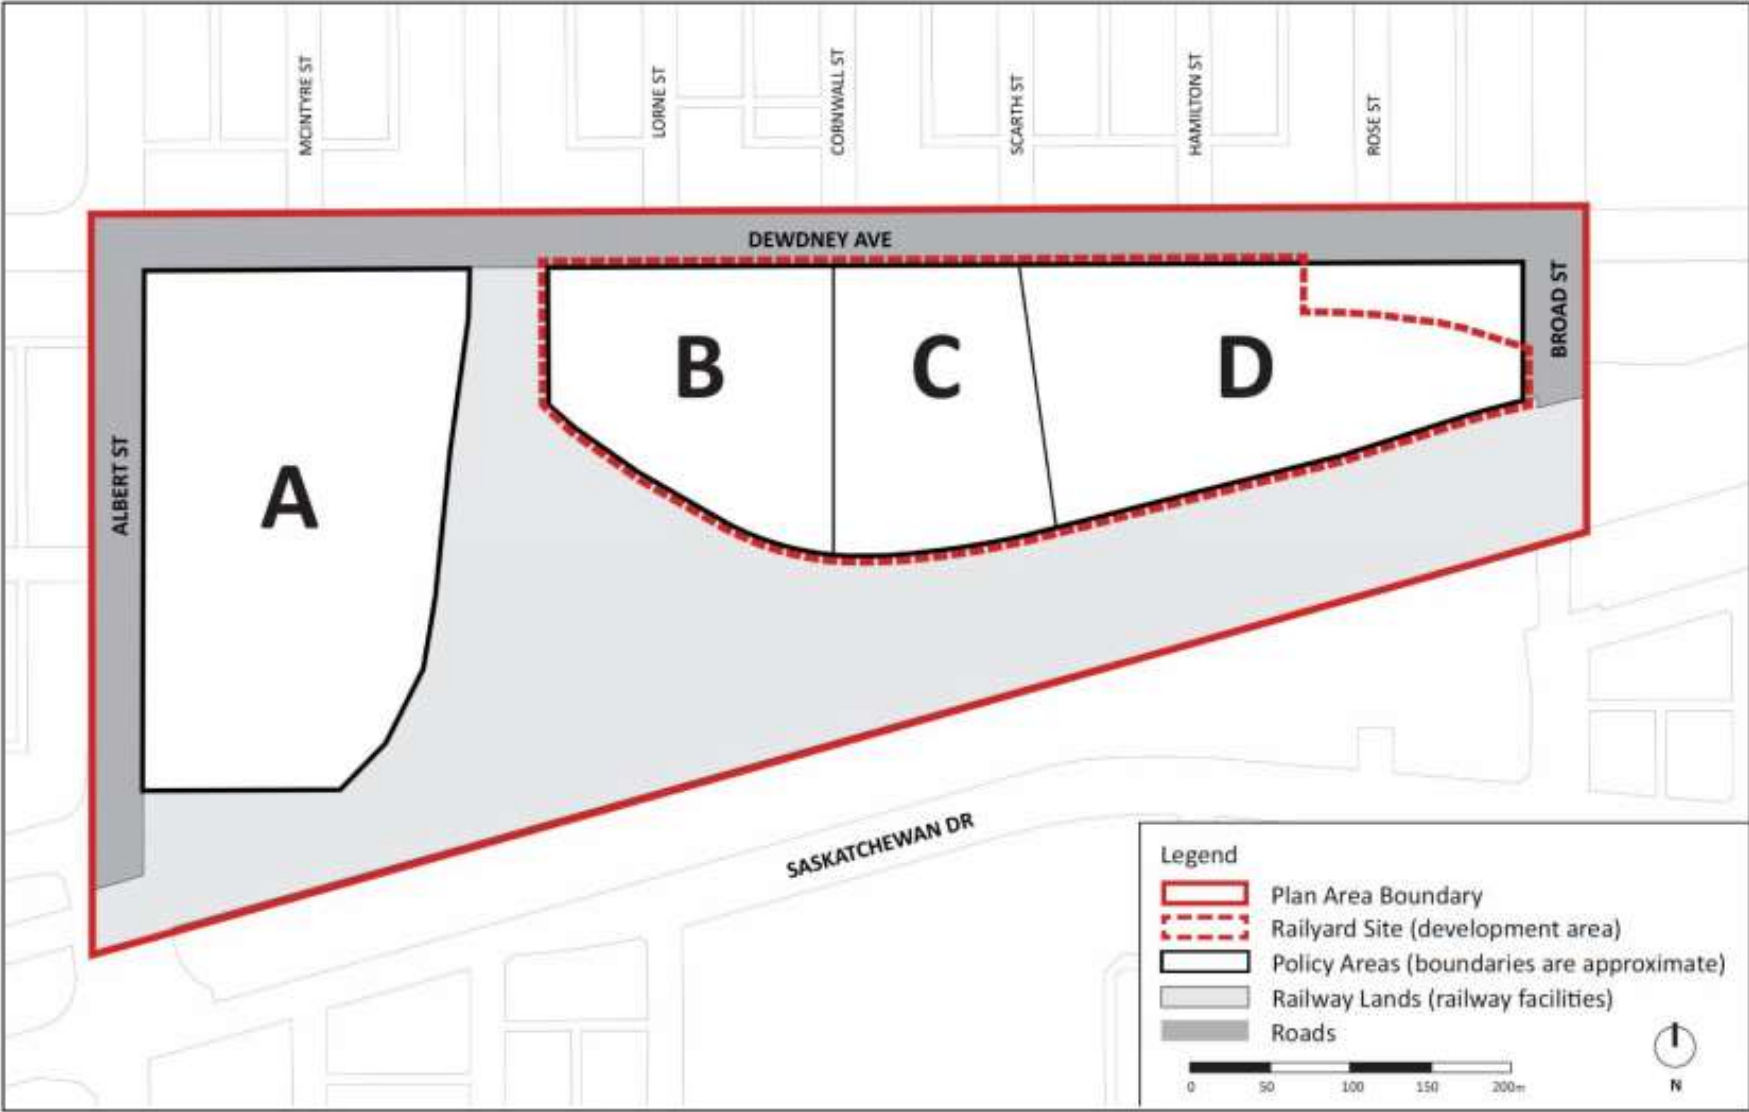 MCINTYRE ST
LORNE ST
CORNWALL ST
SCARTH ST
HAMILTON ST
ROSE ST
DEWDNEY AVE
BROAD ST
ALBERT ST
A
B
C
D
SASKATCHEWAN DR
Legend
Plan Area Boundary
Railyard Site (development area)
Policy Areas (boundaries are approximate)
Railway Lands (railway facilities)
Roads
0 50 100 150 200m
N